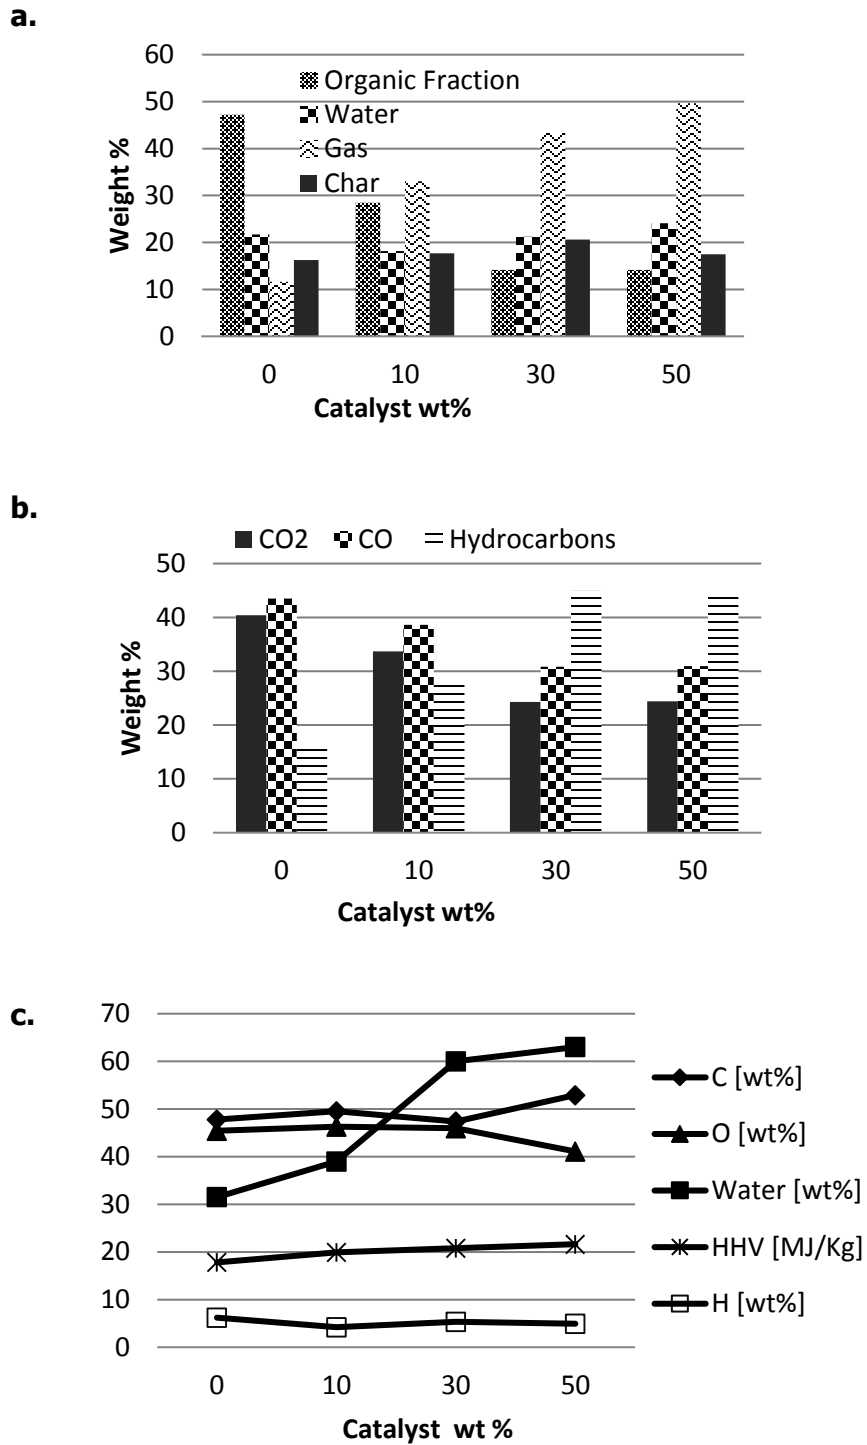 a.
60
50
40
30
20
10
0
Weight %
Organic Fraction
Water
Gas
Char
0 10 30 50
Catalyst wt%
b.
CO2 CO Hydrocarbons
50
40
30
20
10
0
Weight %
0 10 30 50
Catalyst wt%
c.
70
60
50
40
30
20
10
0
C [wt%]
O [wt%]
Water [wt%]
HHV [MJ/Kg]
H [wt%]
0 10 30 50
Catalyst wt %